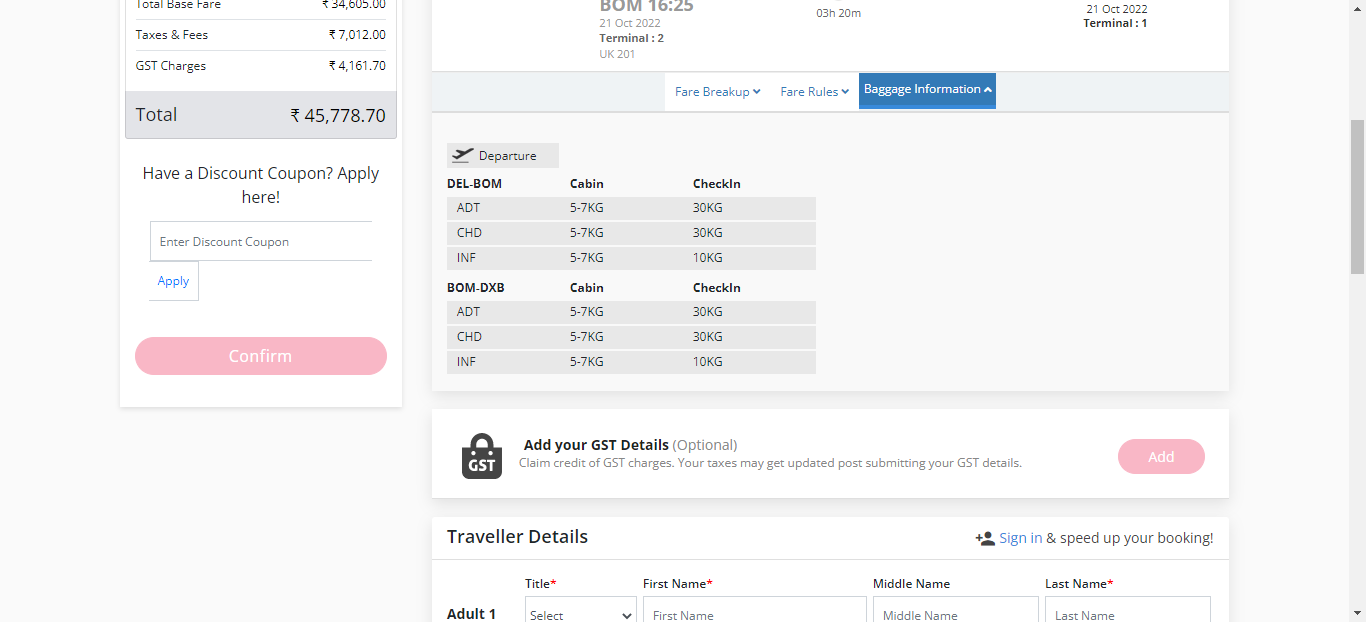 Total Base Fare ₹ 34,605.00
Taxes & Fees ₹ 7,012.00
GST Charges ₹ 4,161.70
Total ₹ 45,778.70
Have a Discount Coupon? Apply
here!
Enter Discount Coupon
Apply
Confirm
BOM 16:25
21 Oct 2022
Terminal : 2
UK 201
03h 20m
21 Oct 2022
Terminal : 1
Fare Breakup Fare Rules Baggage Information
Departure
DEL-BOM Cabin CheckIn
ADT 5-7KG 30KG
CHD 5-7KG 30KG
INF 5-7KG 10KG
BOM-DXB Cabin CheckIn
ADT 5-7KG 30KG
CHD 5-7KG 30KG
INF 5-7KG 10KG
GST
Add your GST Details (Optional)
Claim credit of GST charges. Your taxes may get updated post submitting your GST details.
Add
Traveller Details
Sign in & speed up your booking!
Title* First Name* Middle Name Last Name*
Adult 1 Select First Name Middle Name Last Name